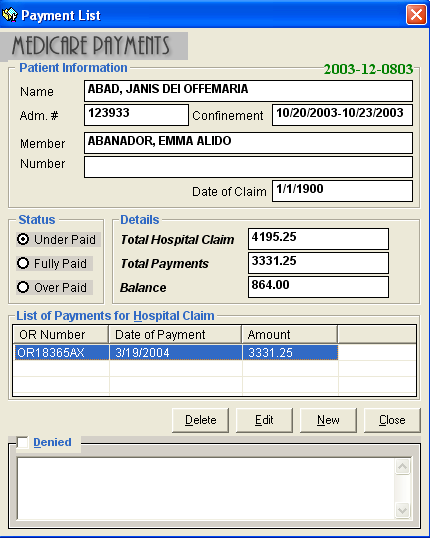 Payment List
MEDICARE PAYMENTS
Patient Information 2003-12-0803
Name ABAD, JANIS DEI OFFEMARIA
Adm. # 123933 Confinement 10/20/2003-10/23/2003
Member ABANADOR, EMMA ALIDO
Number
Date of Claim 1/1/1900
Status Details
Under Paid Total Hospital Claim 4195.25
Fully Paid Total Payments 3331.25
Over Paid Balance 864.00
List of Payments for Hospital Claim
OR Number Date of Payment Amount
OR18365AX 3/19/2004 3331.25
Delete Edit New Close
Denied